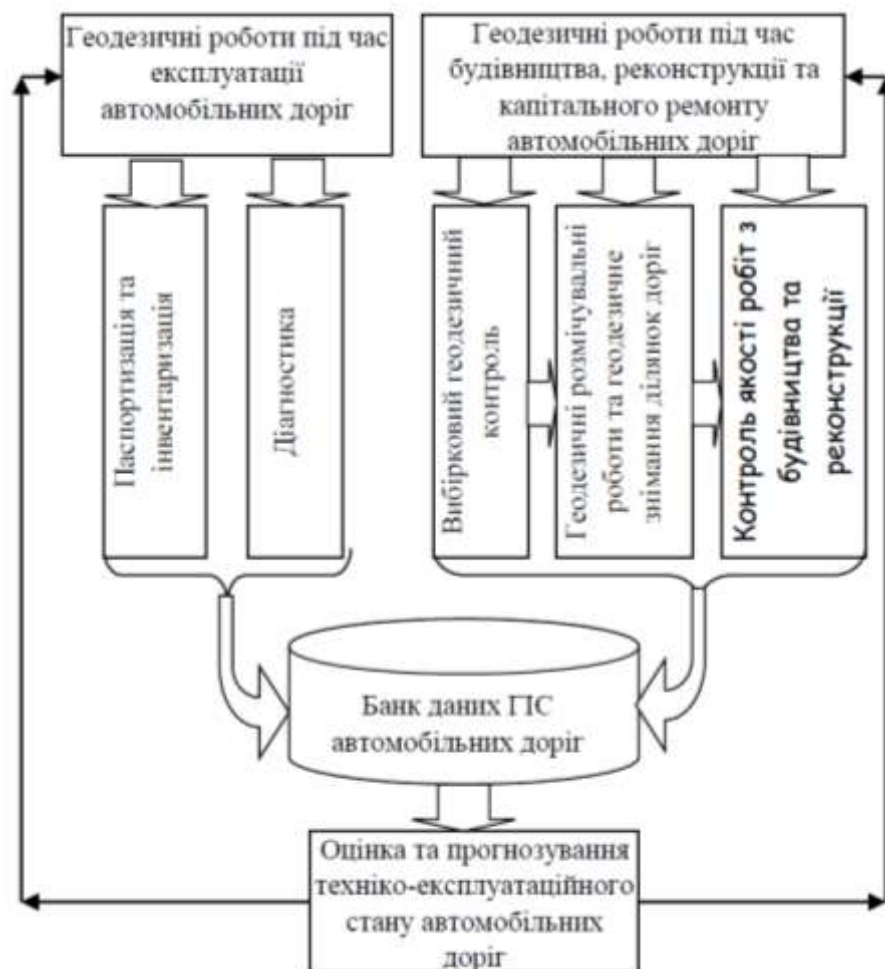 Геодезичні роботи під час
експлуатації
автомобільних доріг
Геодезичні роботи під час
будівництва, реконструкції та
капітального ремонту
автомобільних доріг
Паспортизація та
інвентаризація
Діагностика
Вибірковий геодезичний
контроль
Геодезичні розмічувальні
роботи та геодезичне
знімання ділянок доріг
Контроль якості робіт з
будівництва та
реконструкції
Банк даних ГІС
автомобільних доріг
Оцінка та прогнозування
техніко-експлуатаційного
стану автомобільних
доріг